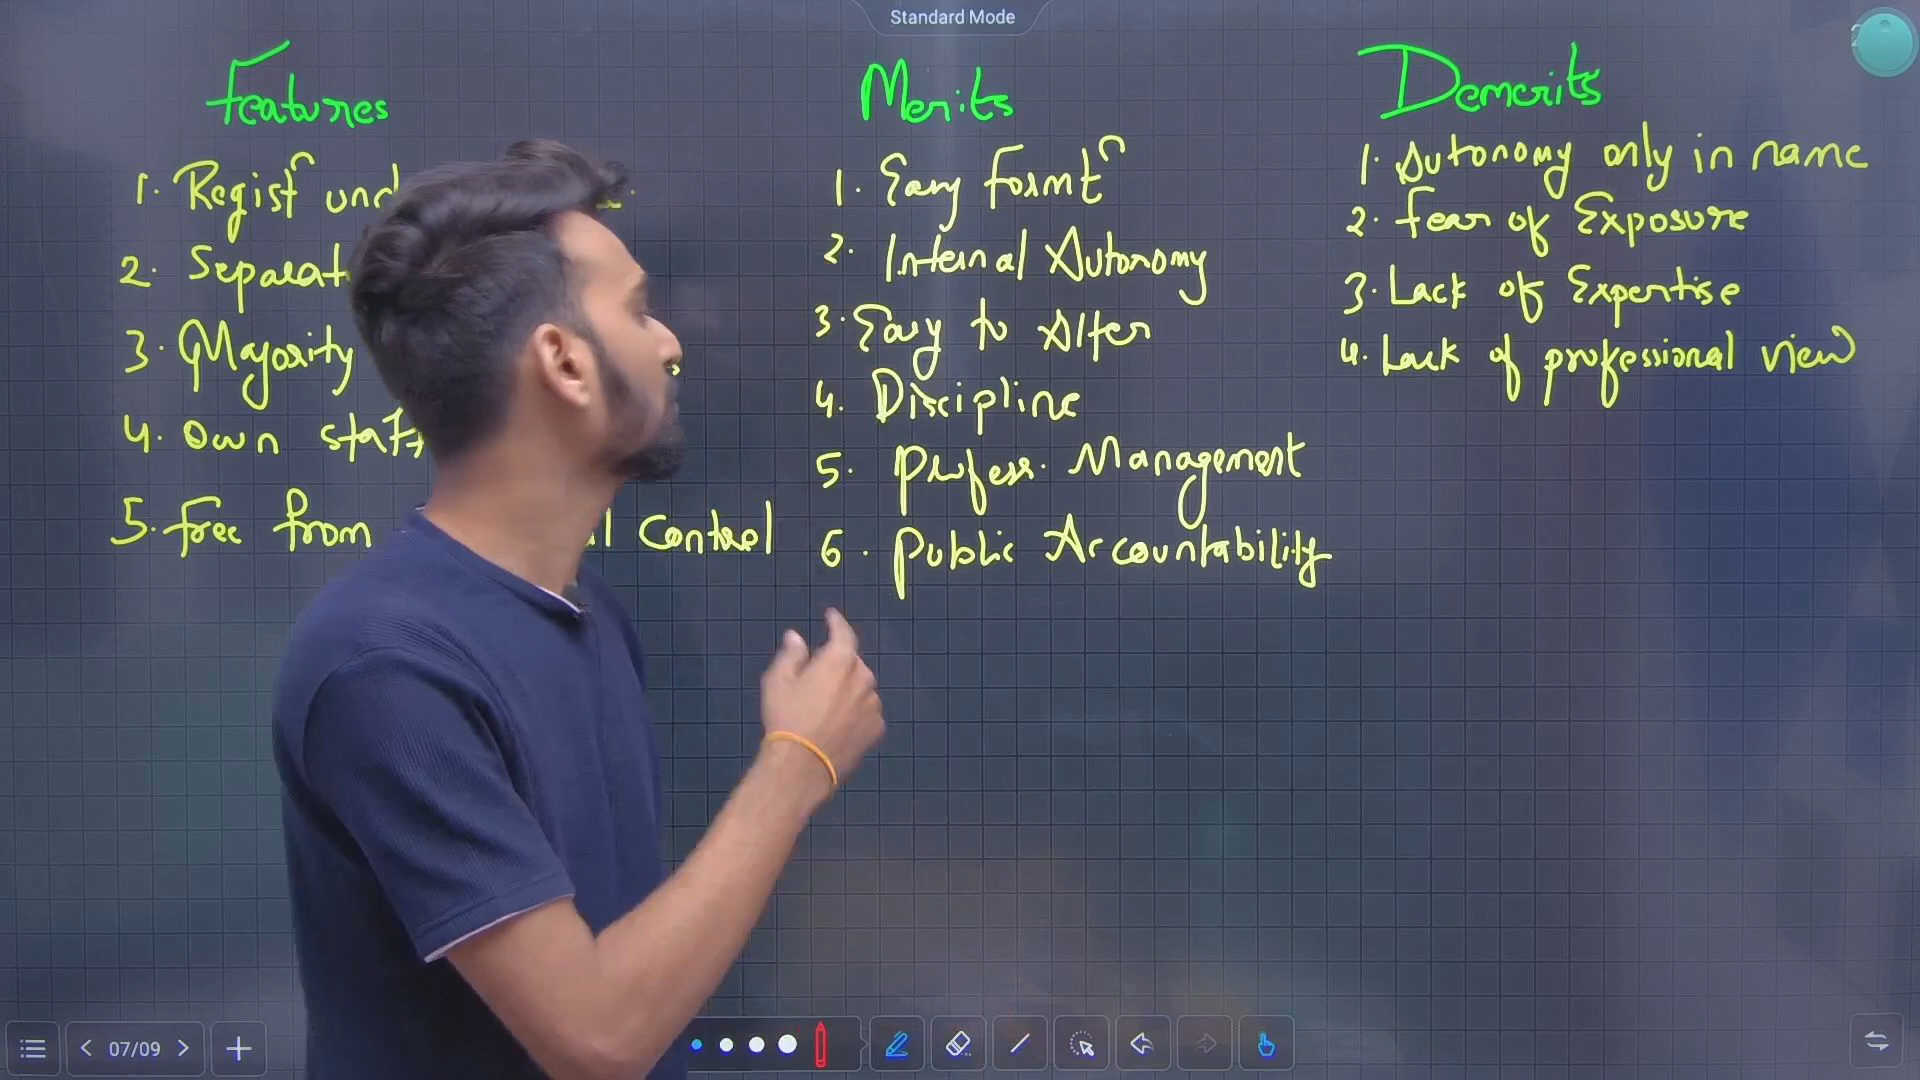 Standard Mode
Features
1. Regist^n und
2. Separat
3. Majority
4. Own staff
5. free from l Control
Merits
1. Easy Formt^n
2. Internal Autonomy
3. Easy to Alter
4. Discipline
5. Profess. Management
6. Public Accountability
Demerits
1. Autonomy only in name
2. fear of Exposure
3. Lack of Expertise
4. Lack of professional view
07/09